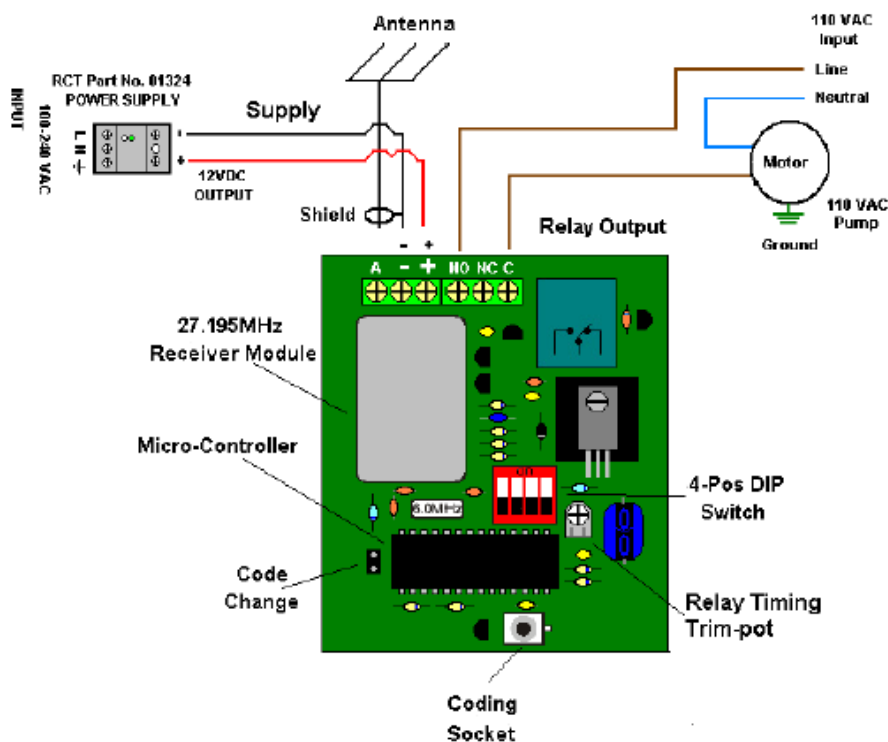 Antenna
110 VAC
Input
Line
Neutral
RCT Part No. 01324
POWER SUPPLY
INPUT
100-240 VAC
L N
-
+
Supply
12VDC
OUTPUT
Motor
110 VAC
Pump
Ground
Shield
- +
Relay Output
A - + NO NC C
27.195MHz
Receiver Module
Micro-Controller
ON
4-Pos DIP
Switch
6.0MHz
Code
Change
Relay Timing
Trim-pot
Coding
Socket